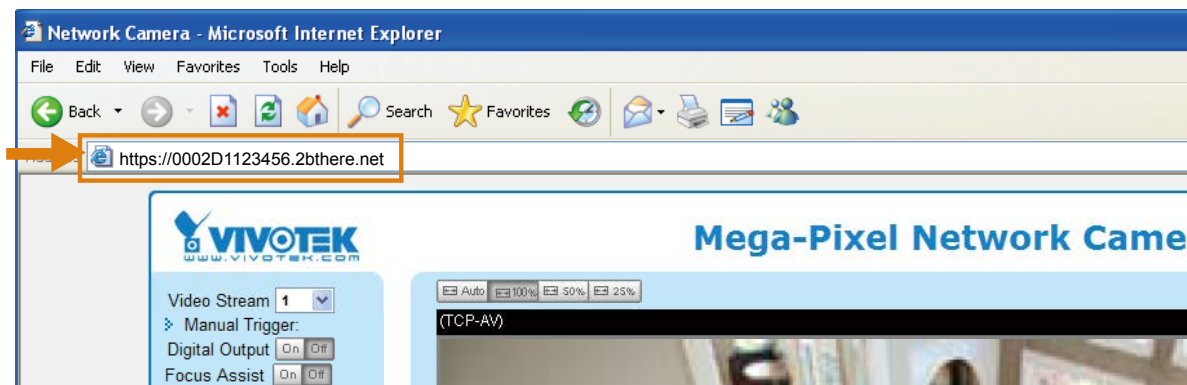 Network Camera - Microsoft Internet Explorer
File Edit View Favorites Tools Help
Back Search Favorites
https://0002D1123456.2bthere.net
VIVOTEK
www.vivotek.com
Mega-Pixel Network Came
Video Stream 1
Auto 100% 50% 25%
Manual Trigger:
(TCP-AV)
Digital Output On Off
Focus Assist On Off